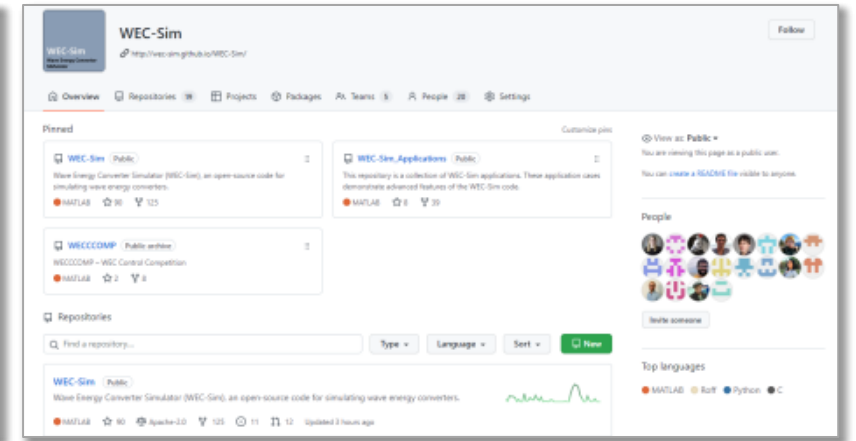 WEC-Sim
Wave Energy Converter
WEC-Sim
http://wec-sim.github.io/WEC-Sim/
Follow
Overview Repositories 19 Projects Packages Teams 5 People 20 Settings
Pinned
Customize pins
WEC-Sim Public
Wave Energy Converter Simulator (WEC-Sim), an open-source code for
simulating wave energy converters.
MATLAB 90 125
WEC-Sim_Applications Public
This repository is a collection of WEC-Sim applications. These application cases
demonstrate advanced features of the WEC-Sim code.
MATLAB 8 39
WECCCOMP Public archive
WECCCOMP – WEC Control Competition
MATLAB 2 8
Repositories
Find a repository...
Type
Language
Sort
New
WEC-Sim Public
Wave Energy Converter Simulator (WEC-Sim), an open-source code for simulating wave energy converters.
MATLAB 90 Apache-2.0 125 11 12 Updated 3 hours ago
View as: Public
You are viewing this page as a public user.
You can create a README file visible to anyone.
People
Invite someone
Top languages
MATLAB Roff Python C